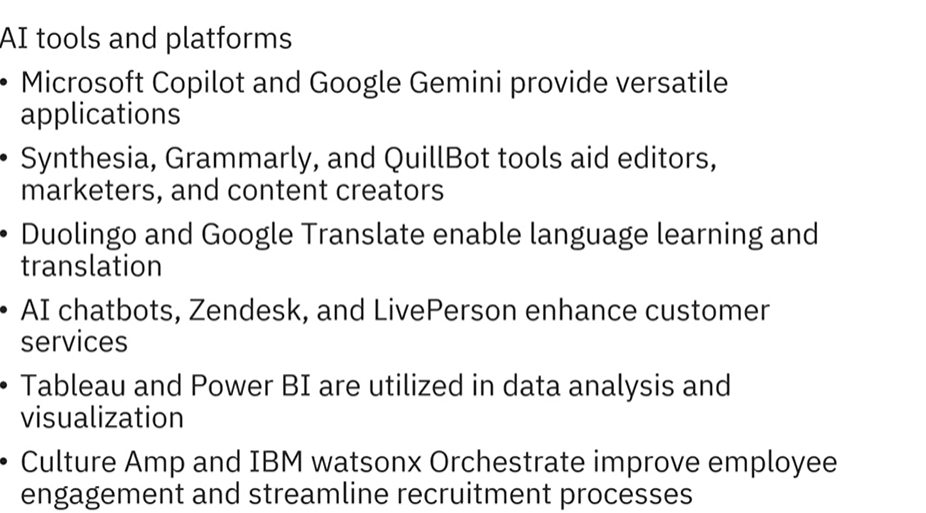 AI tools and platforms
• Microsoft Copilot and Google Gemini provide versatile
applications
• Synthesia, Grammarly, and QuillBot tools aid editors,
marketers, and content creators
• Duolingo and Google Translate enable language learning and
translation
• AI chatbots, Zendesk, and LivePerson enhance customer
services
• Tableau and Power BI are utilized in data analysis and
visualization
• Culture Amp and IBM watsonx Orchestrate improve employee
engagement and streamline recruitment processes